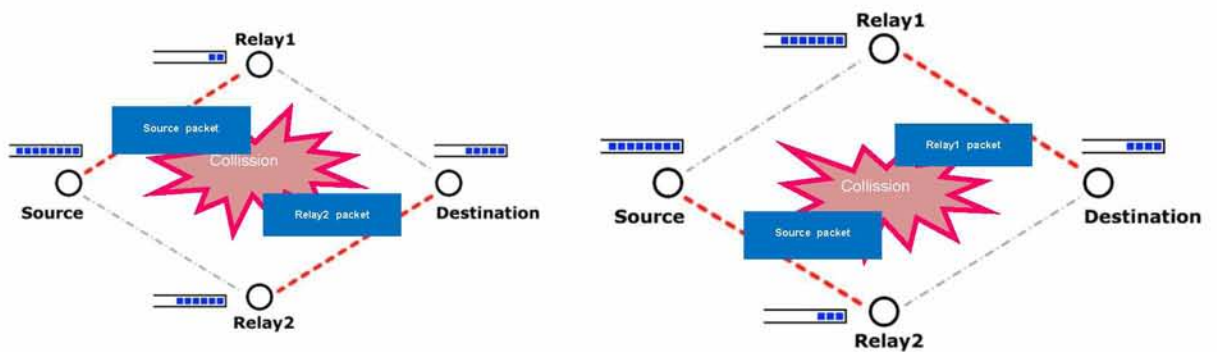 Relay1
Source packet
Collission
Source
Relay2 packet
Destination
Relay2
Relay1
Relay1 packet
Collission
Source
Source packet
Destination
Relay2